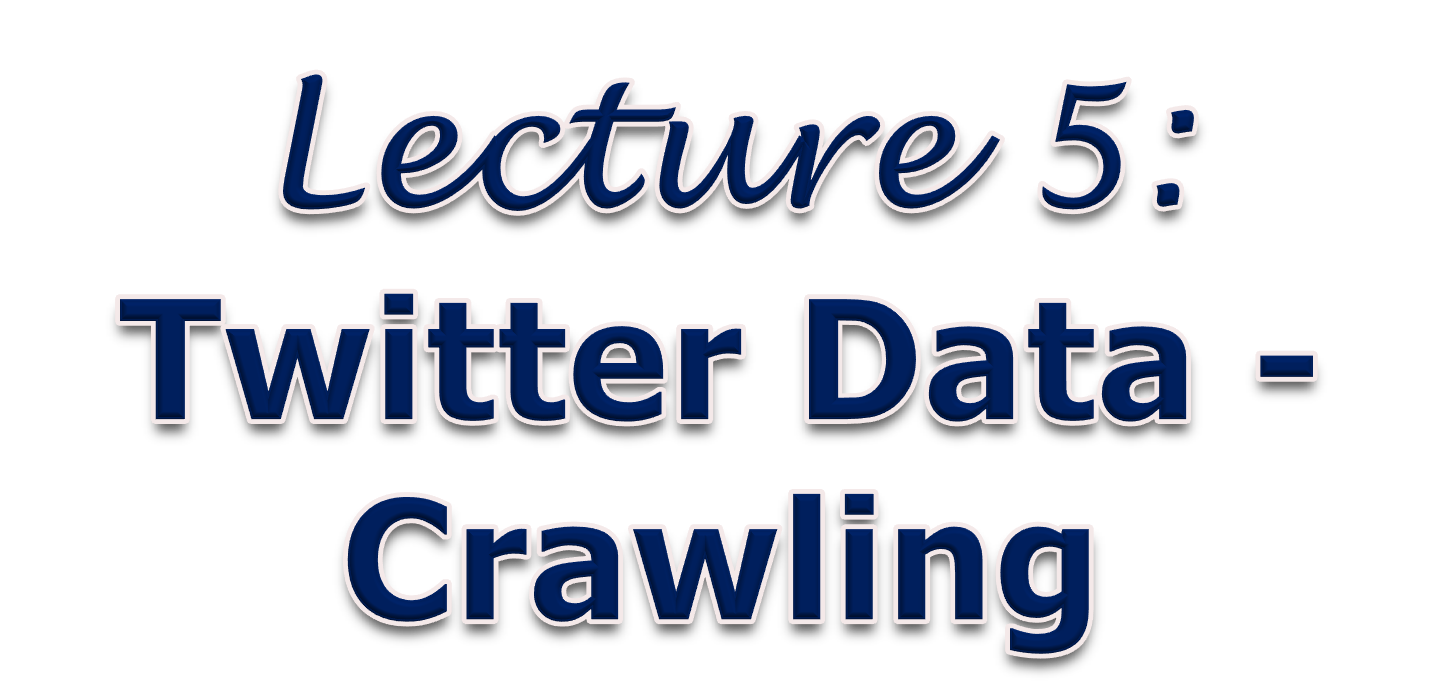 Lecture 5:
Twitter Data -
Crawling